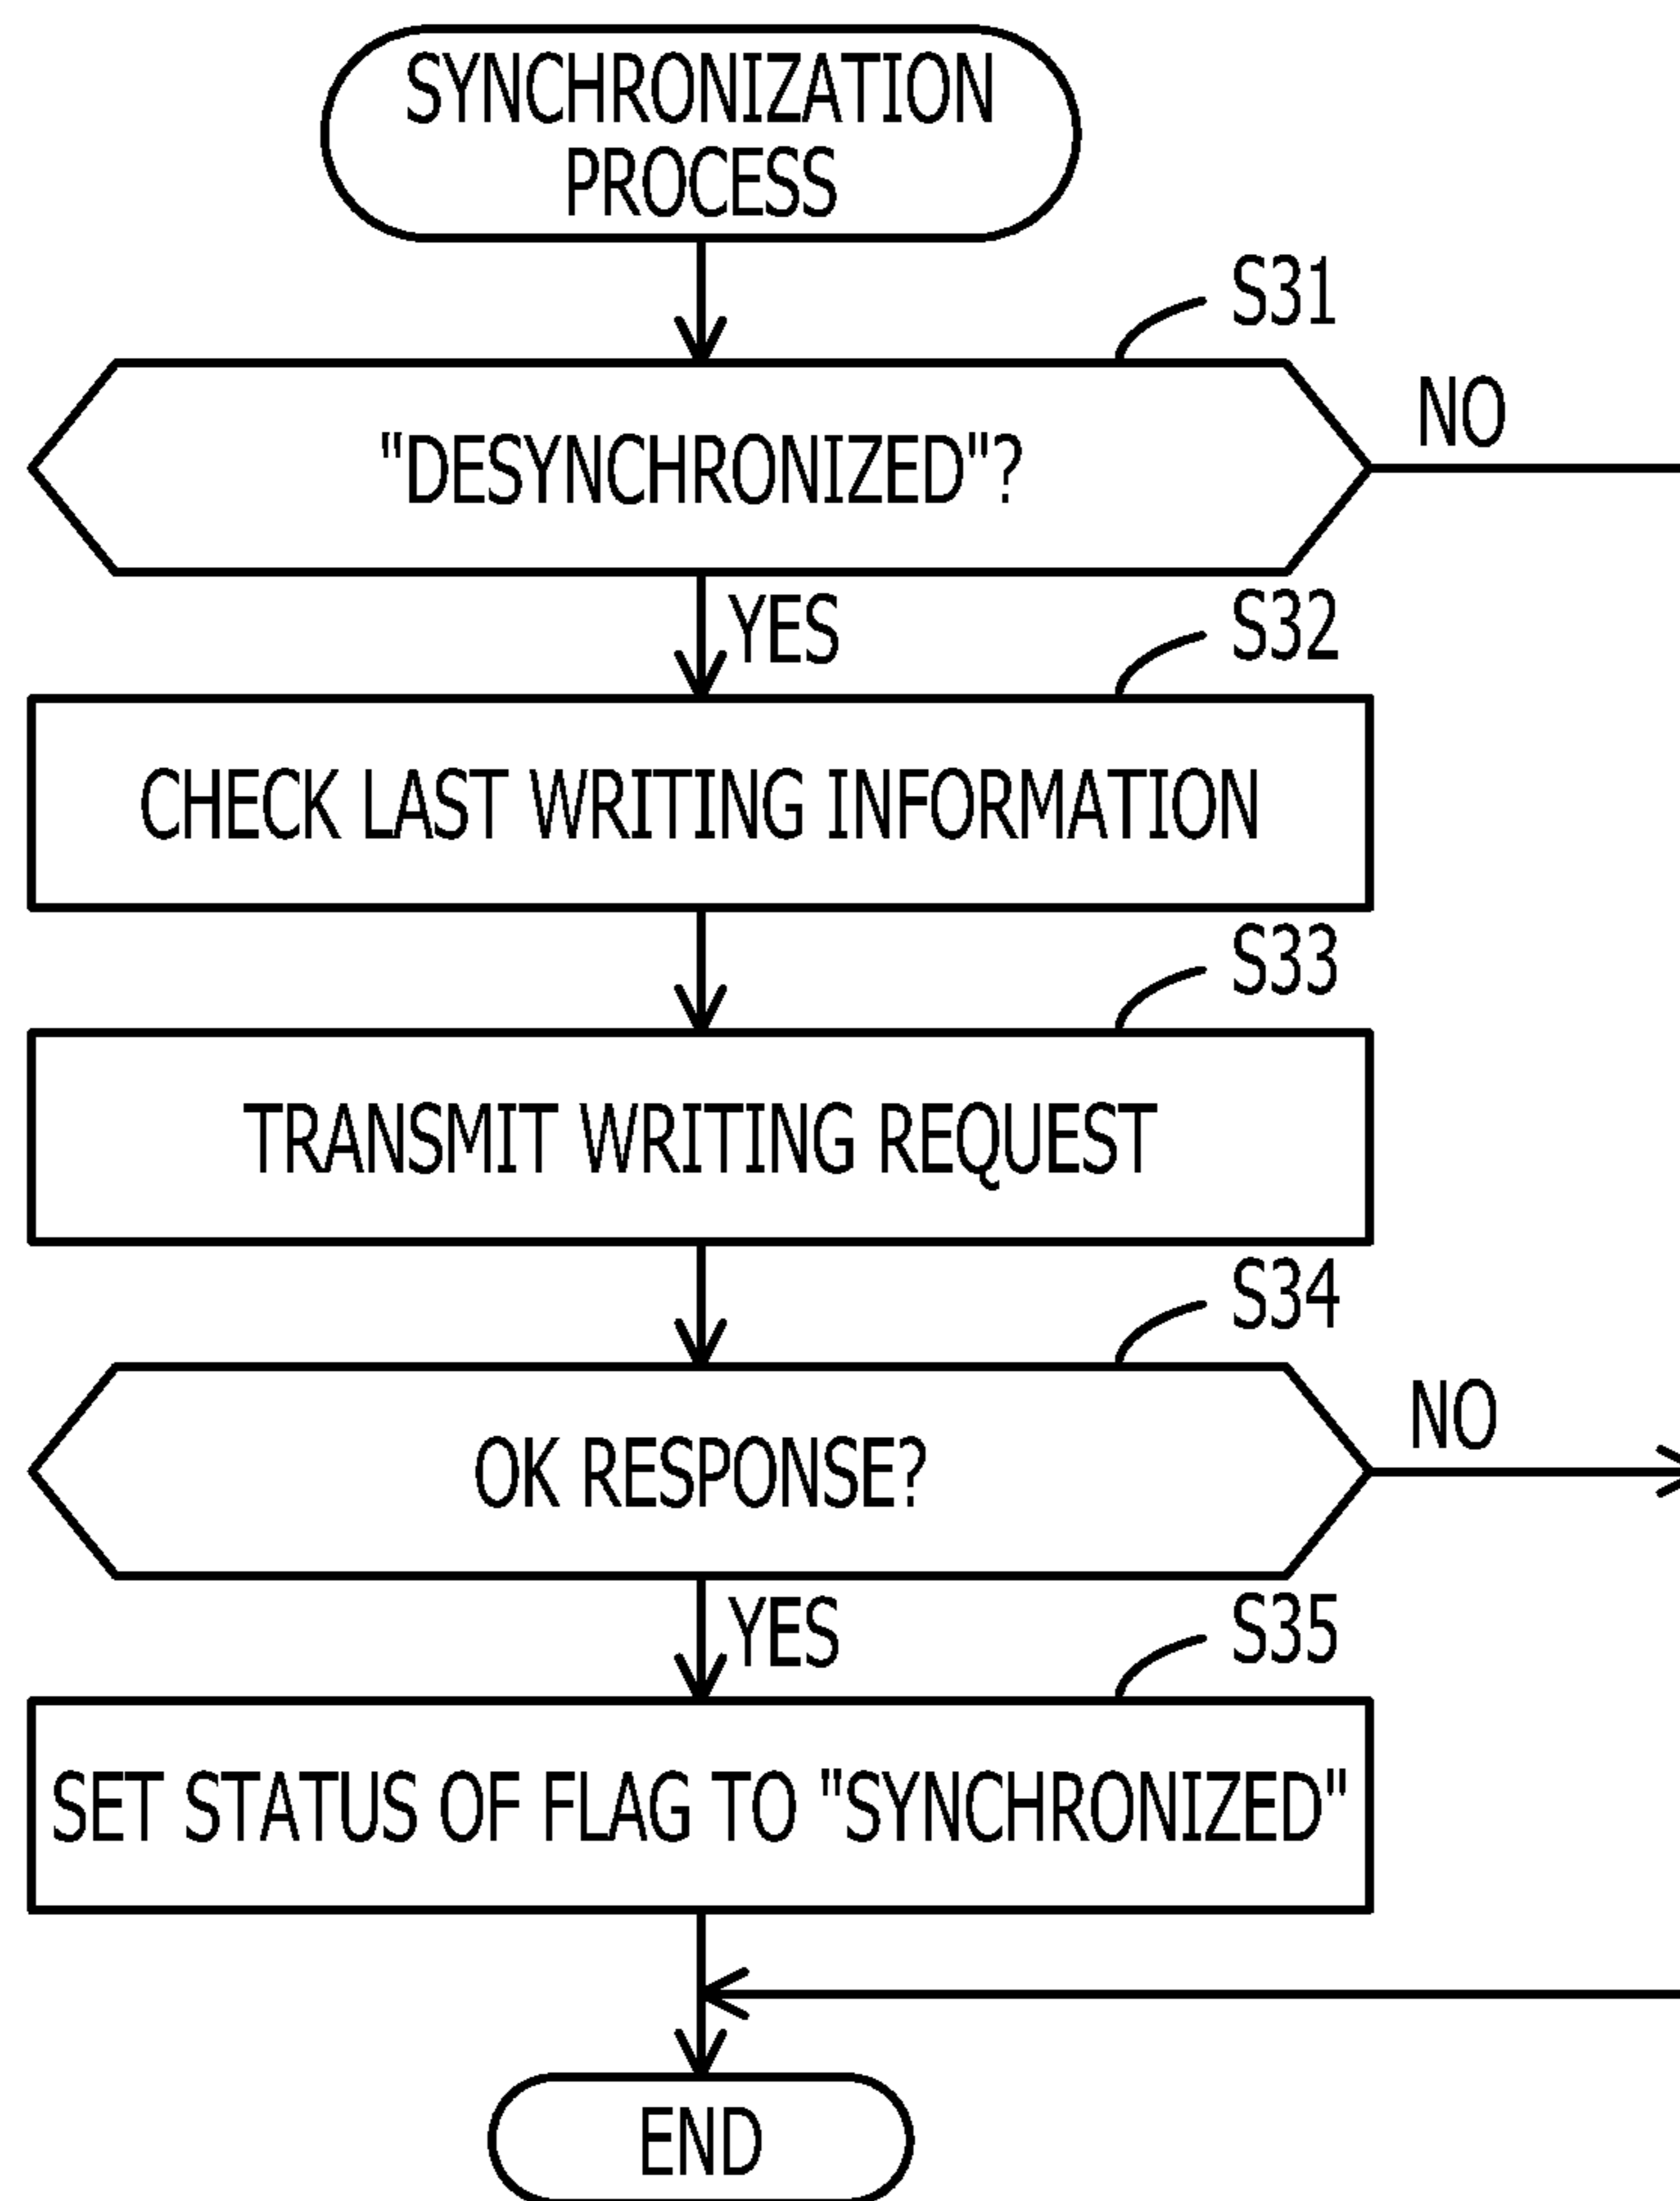 SYNCHRONIZATION
PROCESS
S31
"DESYNCHRONIZED"?
NO
YES
S32
CHECK LAST WRITING INFORMATION
S33
TRANSMIT WRITING REQUEST
S34
OK RESPONSE?
NO
YES
S35
SET STATUS OF FLAG TO "SYNCHRONIZED"
END